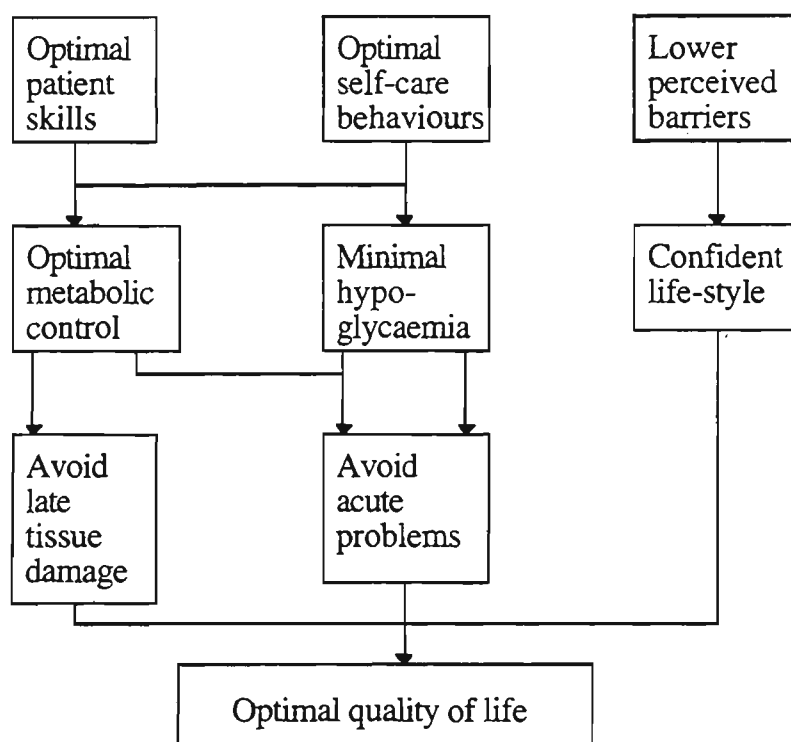 Optimal
patient
skills
Optimal
self-care
behaviours
Lower
perceived
barriers
Optimal
metabolic
control
Minimal
hypo-
glycaemia
Confident
life-style
Avoid
late
tissue
damage
Avoid
acute
problems
Optimal quality of life